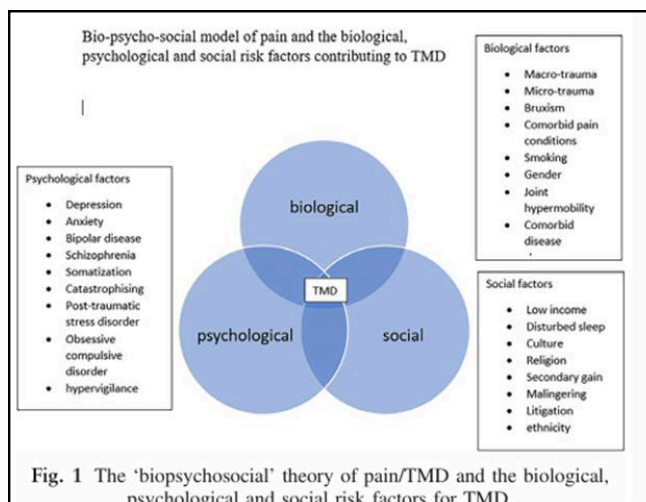 Bio-psycho-social model of pain and the biological,
psychological and social risk factors contributing to TMD
Biological factors
Macro-trauma
Micro-trauma
Bruxism
Comorbid pain
conditions
Smoking
Gender
Joint
hypermobility
Comorbid
disease
Psychological factors
Depression
Anxiety
Bipolar disease
Schizophrenia
Somatization
Catastrophising
Post-traumatic
stress disorder
Obsessive
compulsive
disorder
hypervigilance
biological
TMD
psychological
social
Social factors
Low income
Disturbed sleep
Culture
Religion
Secondary gain
Malingering
Litigation
ethnicity
Fig. 1 The ‘biopsychosocial’ theory of pain/TMD and the biological,
psychological and social risk factors for TMD